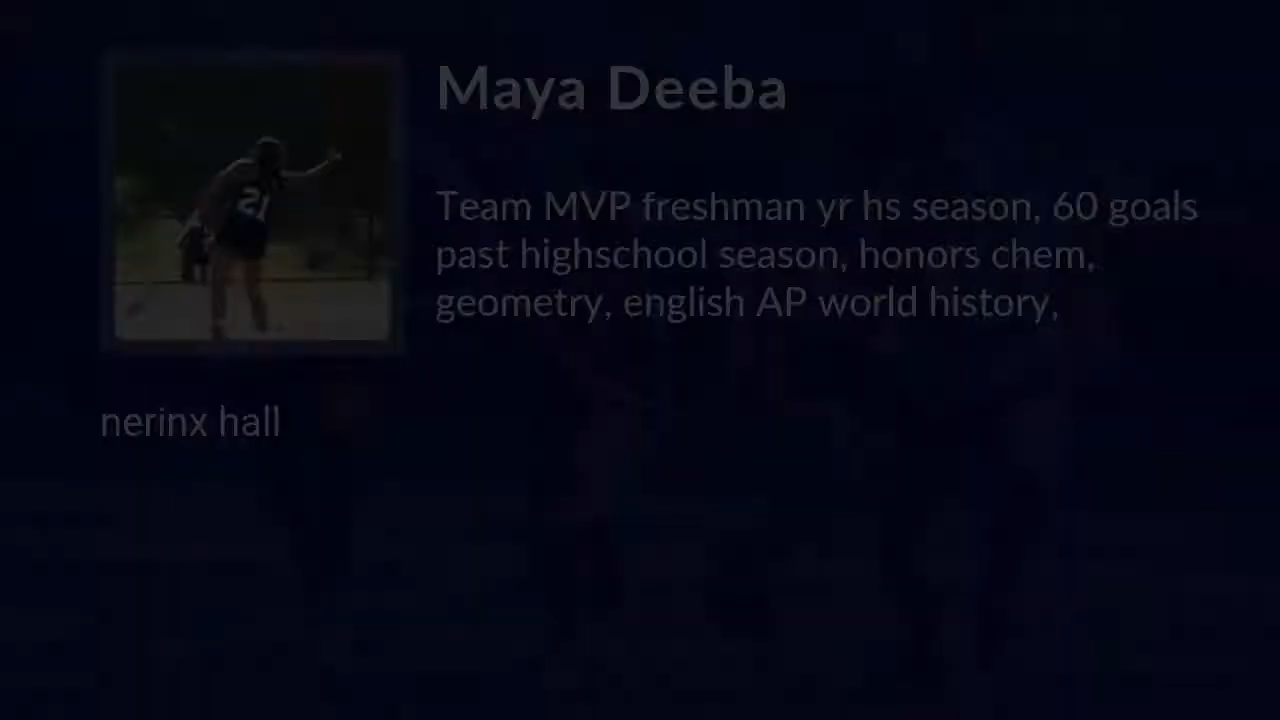 Maya Deeba
Team MVP freshman yr hs season, 60 goals
past highschool season, honors chem,
geometry, english AP world history,
21
nerinx hall